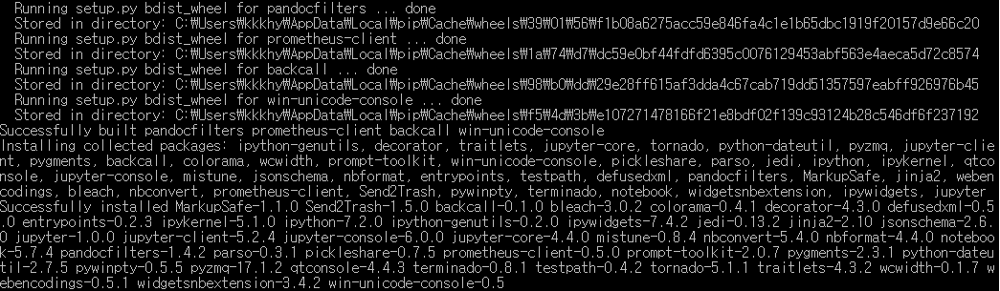 Running setup.py bdist_wheel for pandocfilters ... done
Stored in directory: C:₩Users₩kkkhy₩AppData₩Local₩pip₩Cache₩wheels₩39₩01₩56₩f1b08a6275acc59e846fa4c1e1b65dbc1919f20157d9e66c20
Running setup.py bdist_wheel for prometheus-client ... done
Stored in directory: C:₩Users₩kkkhy₩AppData₩Local₩pip₩Cache₩wheels₩1a₩74₩d7₩dc59e0bf44fdfd6395c0076129453abf563e4aeca5d72c8574
Running setup.py bdist_wheel for backcall ... done
Stored in directory: C:₩Users₩kkkhy₩AppData₩Local₩pip₩Cache₩wheels₩98₩b0₩dd₩29e28ff615af3dda4c67cab719dd51357597eabff926976b45
Running setup.py bdist_wheel for win-unicode-console ... done
Stored in directory: C:₩Users₩kkkhy₩AppData₩Local₩pip₩Cache₩wheels₩f5₩4d₩3b₩e107271478166f21e8bdf02f139c93124b28c546df6f237192
Successfully built pandocfilters prometheus-client backcall win-unicode-console
Installing collected packages: ipython-genutils, decorator, traitlets, jupyter-core, tornado, python-dateutil, pyzmq, jupyter-clie
nt, pygments, backcall, colorama, wcwidth, prompt-toolkit, win-unicode-console, pickleshare, parso, jedi, ipython, ipykernel, qtco
nsole, jupyter-console, mistune, jsonschema, nbformat, entrypoints, testpath, defusedxml, pandocfilters, MarkupSafe, jinja2, weben
codings, bleach, nbconvert, prometheus-client, Send2Trash, pywinpty, terminado, notebook, widgetsnbextension, ipywidgets, jupyter
Successfully installed MarkupSafe-1.1.0 Send2Trash-1.5.0 backcall-0.1.0 bleach-3.0.2 colorama-0.4.1 decorator-4.3.0 defusedxml-0.5
.0 entrypoints-0.2.3 ipykernel-5.1.0 ipython-7.2.0 ipython-genutils-0.2.0 ipywidgets-7.4.2 jedi-0.13.2 jinja2-2.10 jsonschema-2.6.
0 jupyter-1.0.0 jupyter-client-5.2.4 jupyter-console-6.0.0 jupyter-core-4.4.0 mistune-0.8.4 nbconvert-5.4.0 nbformat-4.4.0 noteboo
k-5.7.4 pandocfilters-1.4.2 parso-0.3.1 pickleshare-0.7.5 prometheus-client-0.5.0 prompt-toolkit-2.0.7 pygments-2.3.1 python-dateu
til-2.7.5 pywinpty-0.5.5 pyzmq-17.1.2 qtconsole-4.4.3 terminado-0.8.1 testpath-0.4.2 tornado-5.1.1 traitlets-4.3.2 wcwidth-0.1.7 w
ebencodings-0.5.1 widgetsnbextension-3.4.2 win-unicode-console-0.5